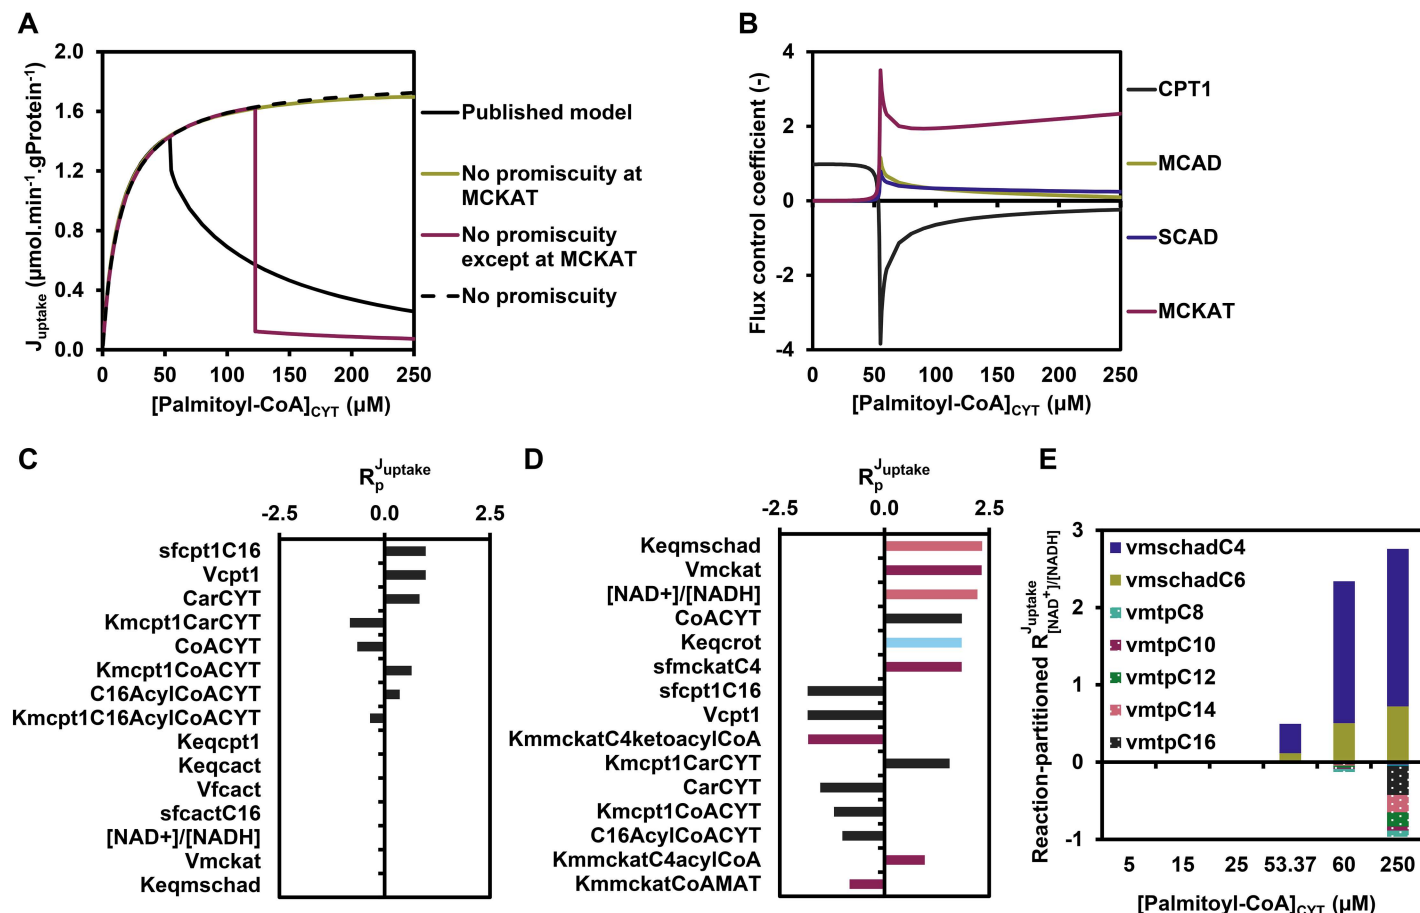 A
2.0
1.6
1.2
0.8
0.4
0.0
0
50
100
150
200
250
J_uptake (µmol.min⁻¹.gProtein⁻¹)
[Palmitoyl-CoA]CYT (µM)
Published model
No promiscuity at
MCKAT
No promiscuity
except at MCKAT
No promiscuity
B
4
2
0
-2
-4
0
50
100
150
200
250
Flux control coefficient (-)
[Palmitoyl-CoA]CYT (µM)
CPT1
MCAD
SCAD
MCKAT
C
R_p^Juptake
-2.5
0.0
2.5
sfcpt1C16
Vcpt1
CarCYT
Kmcpt1CarCYT
CoACYT
Kmcpt1CoACYT
C16AcylCoACYT
Kmcpt1C16AcylCoACYT
Keqcpt1
Keqcact
Vfcact
sfcactC16
[NAD+]/[NADH]
Vmckat
Keqmschad
D
R_p^Juptake
-2.5
0.0
2.5
Keqmschad
Vmckat
[NAD+]/[NADH]
CoACYT
Keqcrot
sfmckatC4
sfcpt1C16
Vcpt1
KmmckatC4ketoacylCoA
Kmcpt1CarCYT
CarCYT
Kmcpt1CoACYT
C16AcylCoACYT
KmmckatC4acylCoA
KmmckatCoAMAT
E
3
2
1
0
-1
Reaction-partitioned R_[NAD⁺]/[NADH]^Juptake
vmschadC4
vmschadC6
vmtpC8
vmtpC10
vmtpC12
vmtpC14
vmtpC16
5
15
25
53.37
60
250
[Palmitoyl-CoA]CYT (µM)